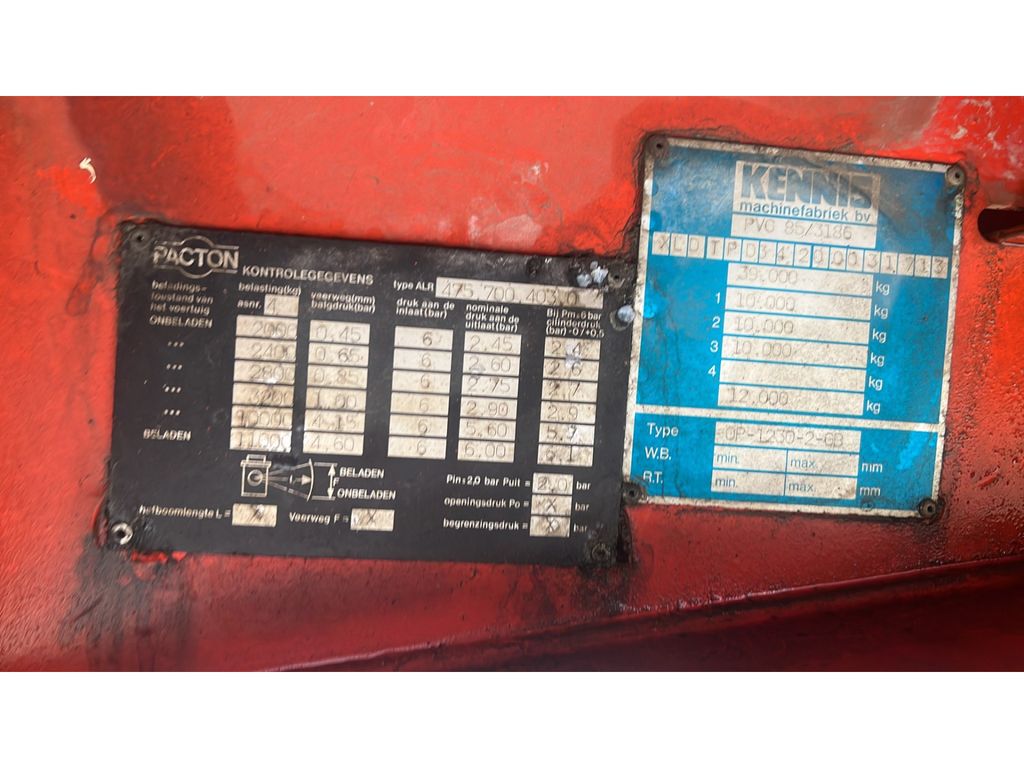 PACTON
KONTROLEGEGEVENS
type ALR 475.700.403.0
beladings-
toestand van
het voertuig
belasting(kg)
asnr. 4
veerweg(mm)
balgdruk(bar)
druk aan de
inlaat(bar)
nominale
druk aan de
uitlaat(bar)
Bij Pm=6 bar
cilinderdruk
(bar) -0/+0,5
ONBELADEN 2000 0.45 6 2.45 2.4
,,, 2400 0.65 6 2.60 2.6
,,, 2800 0.85 6 2.75 2.7
,,, 3200 1.00 6 2.90 2.9
,,, 10000 4.15 6 5.60 5.3
BELADEN 11000 4.60 6 6.00
BELADEN
F
ONBELADEN
hefboomlengte L = X Veerweg F = X
Pin=2,0 bar Puit = 2.0 bar
openingsdruk Po = X bar
begrenzingsdruk = X bar
KENNIS
machinefabriek bv
PVG 85/3186
XLDTPD34200031713
39.000 kg
1 10.000 kg
2 10.000 kg
3 10.000 kg
4 kg
12.000 kg
Type OP-1230-2-GB
W.B. min. max. mm
R.T. min. max. mm